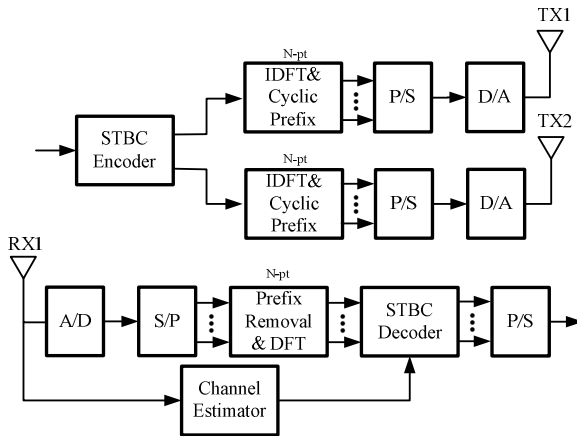 TX1
N-pt
IDFT&
Cyclic
Prefix
P/S
D/A
STBC
Encoder
TX2
N-pt
IDFT&
Cyclic
Prefix
P/S
D/A
RX1
A/D
S/P
N-pt
Prefix
Removal
& DFT
STBC
Decoder
P/S
Channel
Estimator